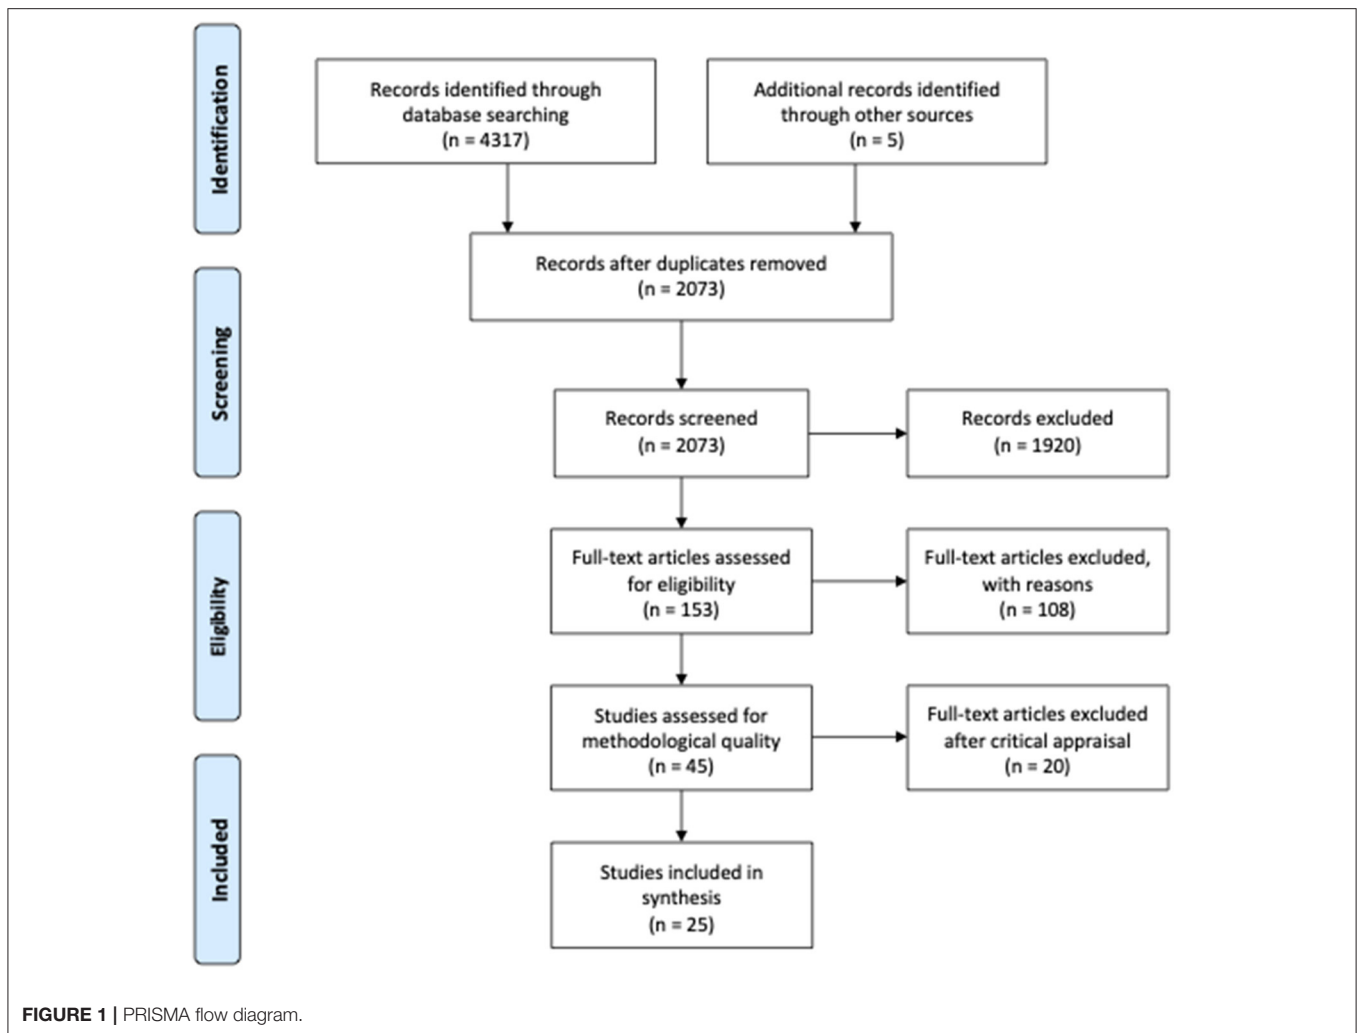 Identification
Records identified through
database searching
(n = 4317)
Additional records identified
through other sources
(n = 5)
Records after duplicates removed
(n = 2073)
Screening
Records screened
(n = 2073)
Records excluded
(n = 1920)
Eligibility
Full-text articles assessed
for eligibility
(n = 153)
Full-text articles excluded,
with reasons
(n = 108)
Studies assessed for
methodological quality
(n = 45)
Full-text articles excluded
after critical appraisal
(n = 20)
Included
Studies included in
synthesis
(n = 25)
FIGURE 1 | PRISMA flow diagram.